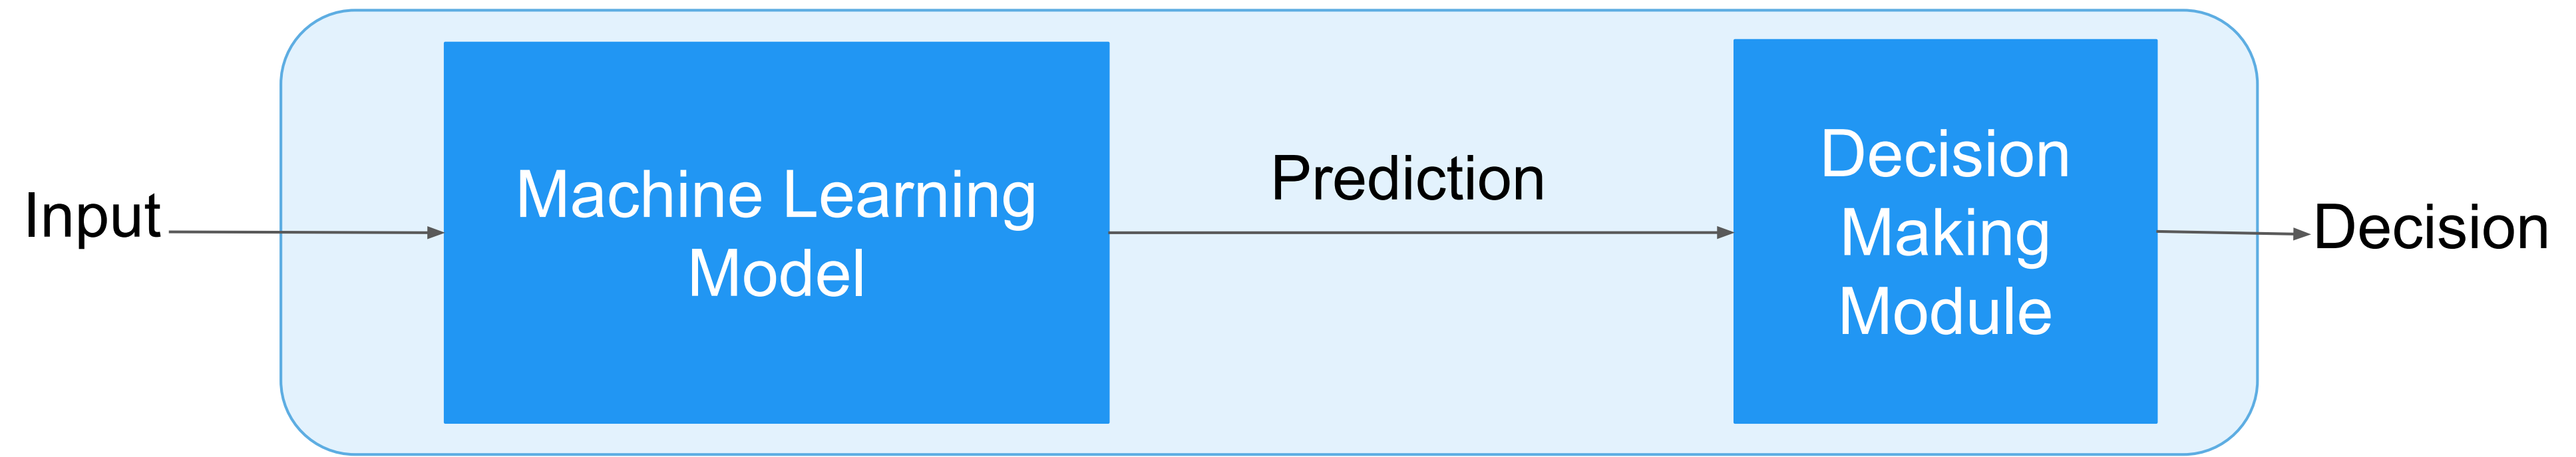 Input
Machine Learning
Model
Prediction
Decision
Making
Module
Decision